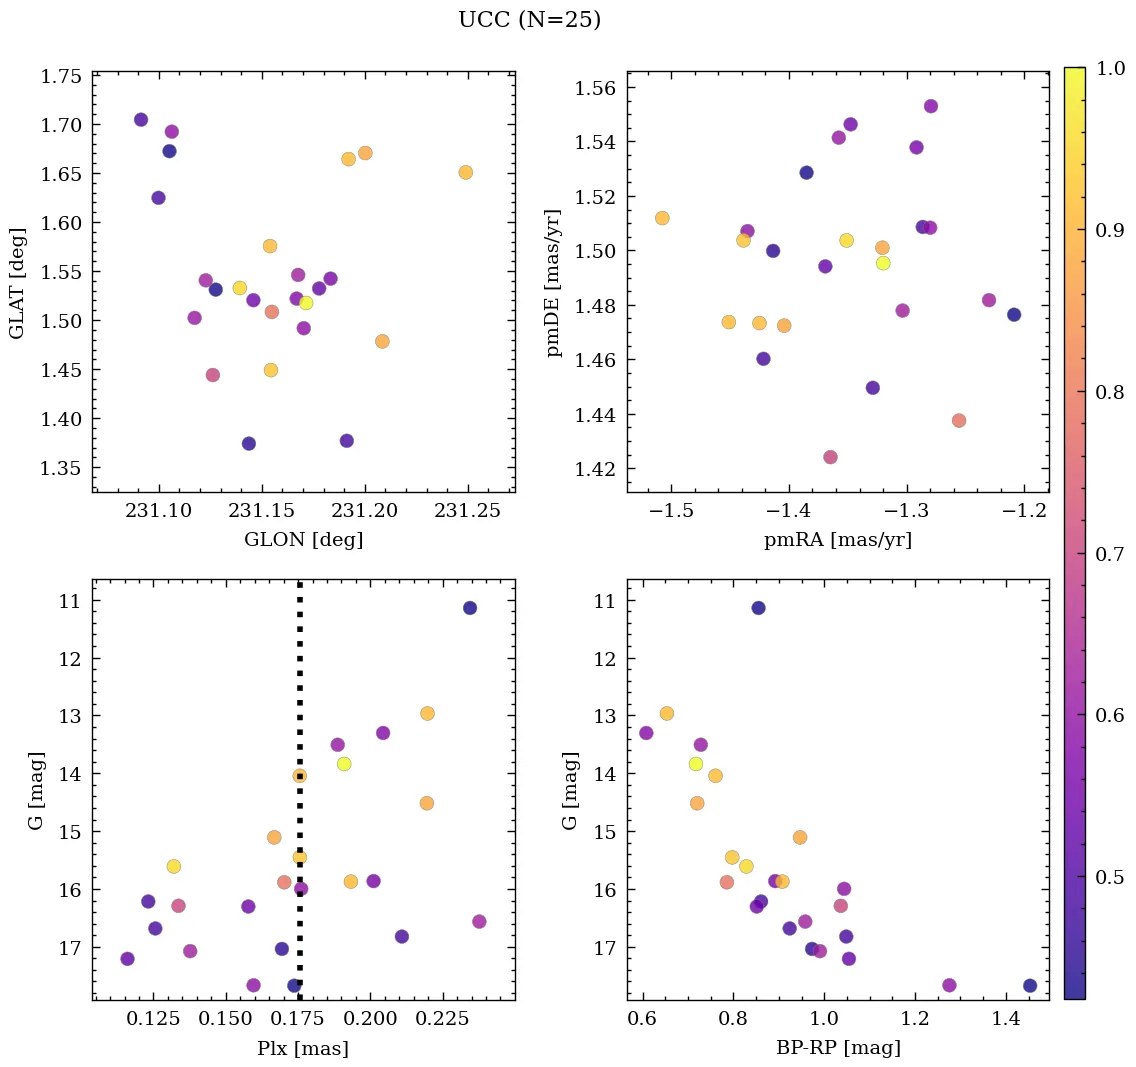 UCC (N=25)
1.75
1.70
1.65
1.60
1.55
1.50
1.45
1.40
1.35
GLAT [deg]
231.10 231.15 231.20 231.25
GLON [deg]
1.56
1.54
1.52
1.50
1.48
1.46
1.44
1.42
pmDE [mas/yr]
−1.5 −1.4 −1.3 −1.2
pmRA [mas/yr]
11
12
13
14
15
16
17
G [mag]
0.125 0.150 0.175 0.200 0.225
Plx [mas]
11
12
13
14
15
16
17
G [mag]
0.6 0.8 1.0 1.2 1.4
BP-RP [mag]
1.0
0.9
0.8
0.7
0.6
0.5